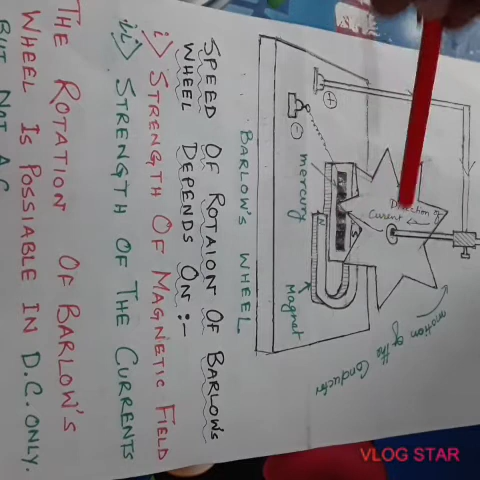 Direction of
Current
N
S
mercury
Magnet
motion of the Conductor
BARLOW'S WHEEL
SPEED OF ROTAION OF BARLOW'S
WHEEL DEPENDS ON :-
i) STRENGTH OF MAGNETIC FIELD
ii) STRENGTH OF THE CURRENTS
THE ROTATION OF BARLOW'S
WHEEL IS POSSIABLE IN D.C. ONLY.
BUT NOT A.C
VLOG STAR